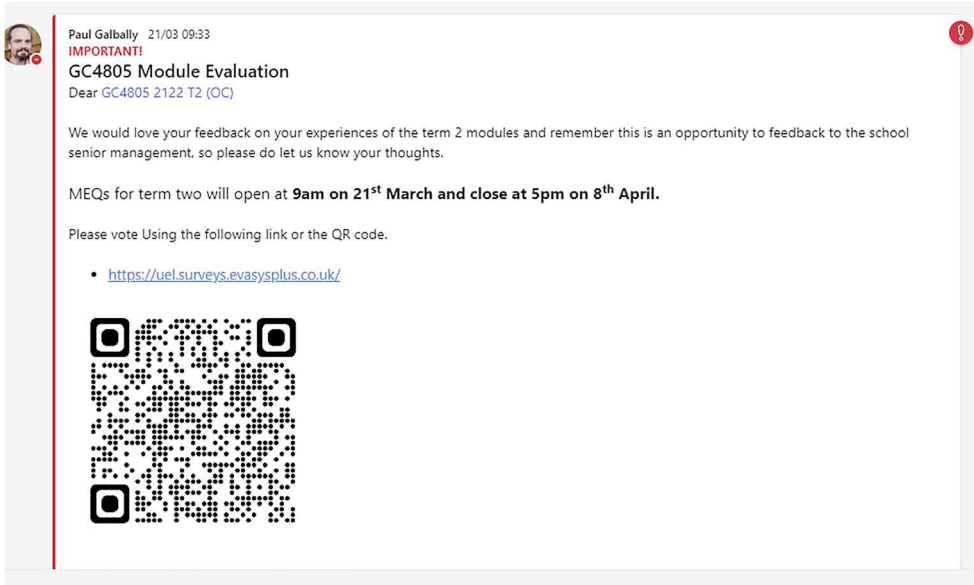 Paul Galbally 21/03 09:33
IMPORTANT!
GC4805 Module Evaluation
Dear GC4805 2122 T2 (OC)
We would love your feedback on your experiences of the term 2 modules and remember this is an opportunity to feedback to the school
senior management, so please do let us know your thoughts.
MEQs for term two will open at 9am on 21st March and close at 5pm on 8th April.
Please vote Using the following link or the QR code.
• https://uel.surveys.evasysplus.co.uk/